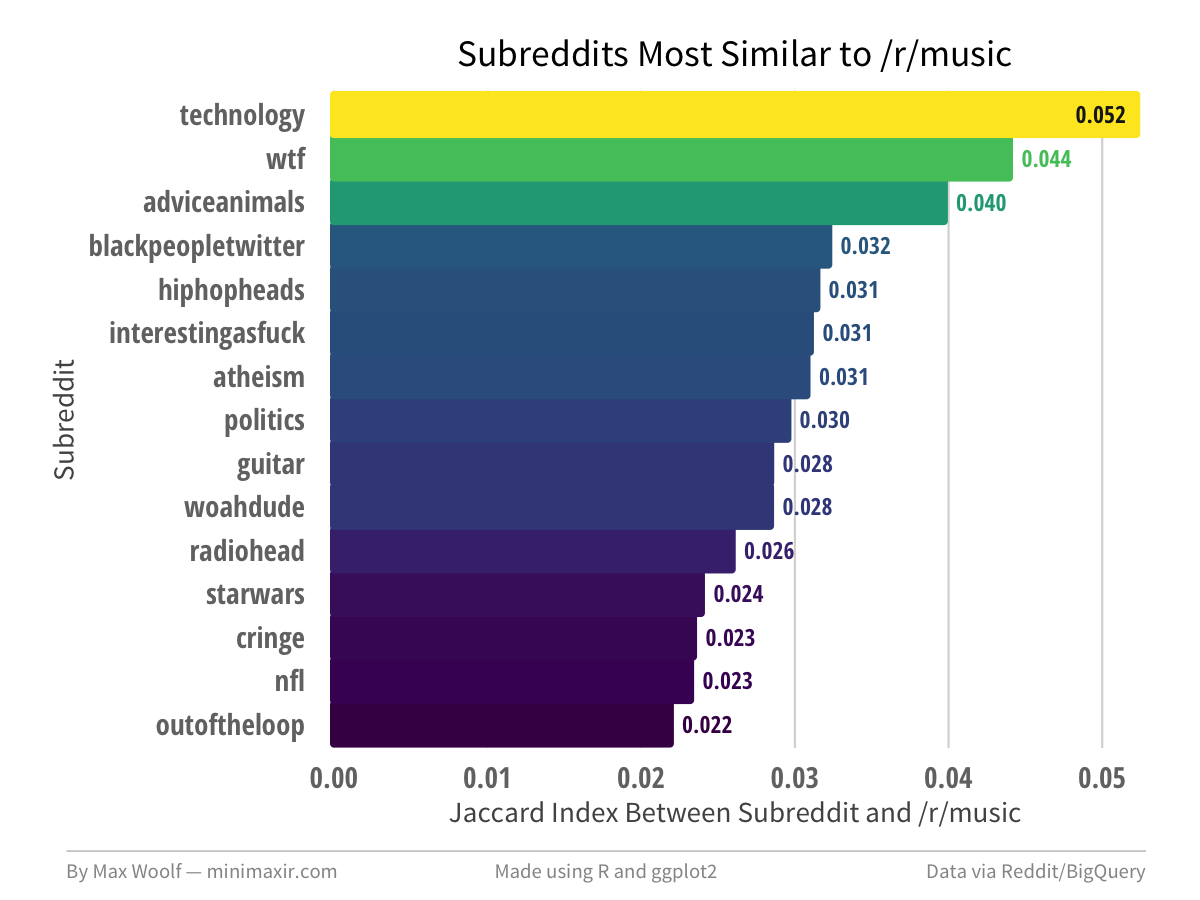 Subreddits Most Similar to /r/music
Subreddit
technology 0.052
wtf 0.044
adviceanimals 0.040
blackpeopletwitter 0.032
hiphopheads 0.031
interestingasfuck 0.031
atheism 0.031
politics 0.030
guitar 0.028
woahdude 0.028
radiohead 0.026
starwars 0.024
cringe 0.023
nfl 0.023
outoftheloop 0.022
0.00 0.01 0.02 0.03 0.04 0.05
Jaccard Index Between Subreddit and /r/music
By Max Woolf — minimaxir.com Made using R and ggplot2 Data via Reddit/BigQuery